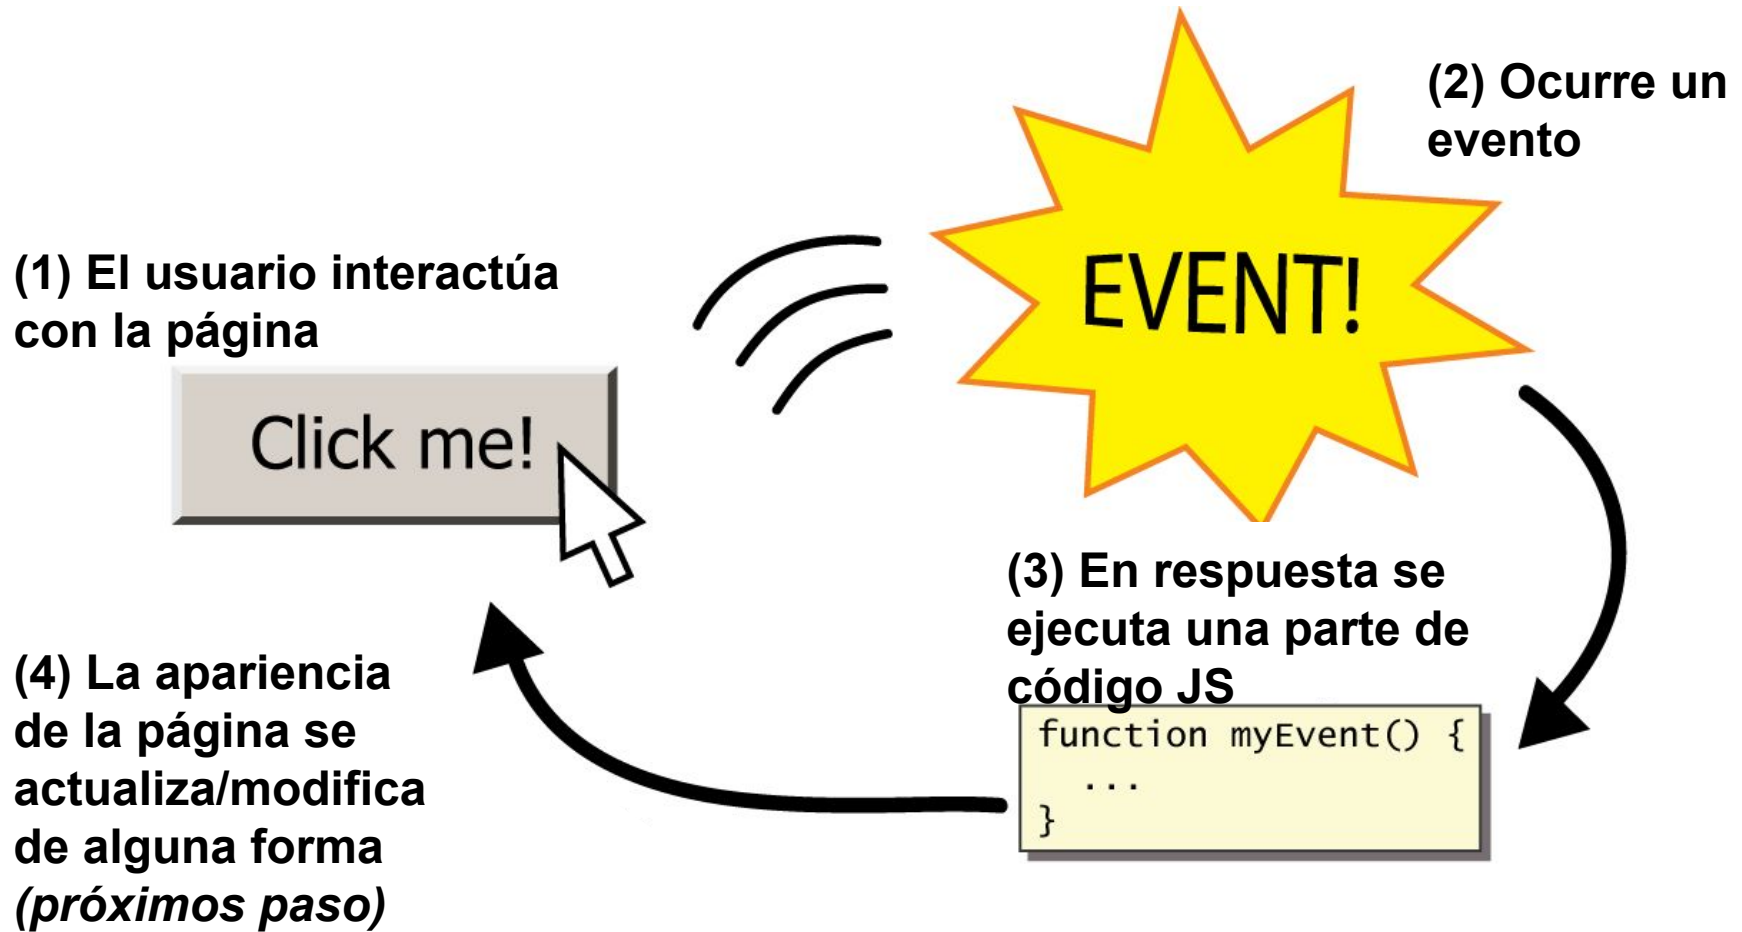 (1) El usuario interactúa
con la página
Click me!
EVENT!
(2) Ocurre un
evento
(3) En respuesta se
ejecuta una parte de
código JS
function myEvent() {
...
}
(4) La apariencia
de la página se
actualiza/modifica
de alguna forma
(próximos paso)